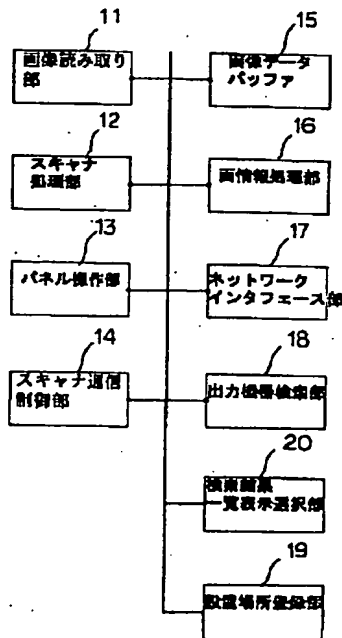 11
画像読み取り
部
12
スキャナ
処理部
13
パネル操作部
14
スキャナ通信
制御部
15
画像データ
バッファ
16
画情報処理部
17
ネットワーク
インタフェース部
18
出力機器検索部
20
検索結果
一覧表示選択部
19
設置場所登録部